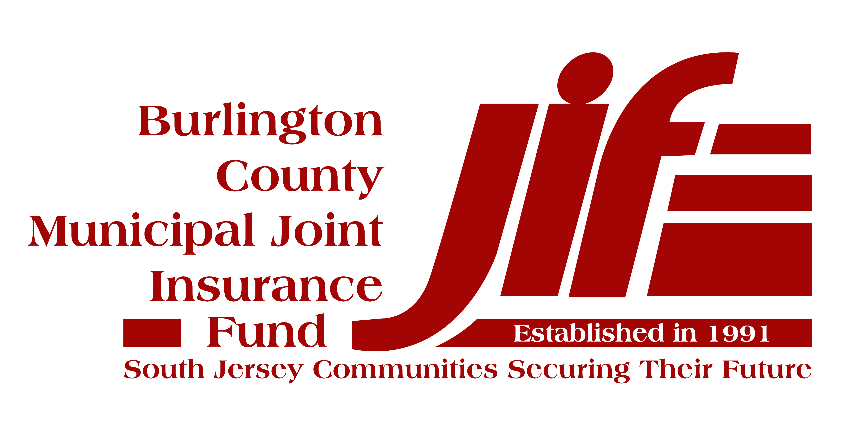 Burlington
County
Municipal Joint
Insurance
Fund
jif
Established in 1991
South Jersey Communities Securing Their Future